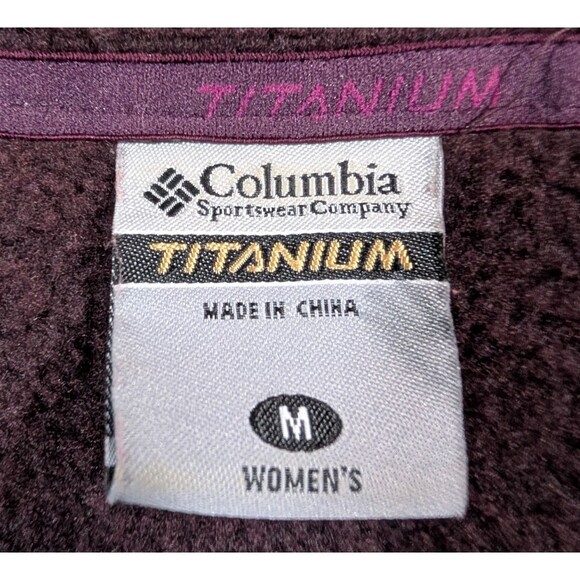 TITANIUM
Columbia
Sportswear Company
TITANIUM
MADE IN CHINA
M
WOMEN'S